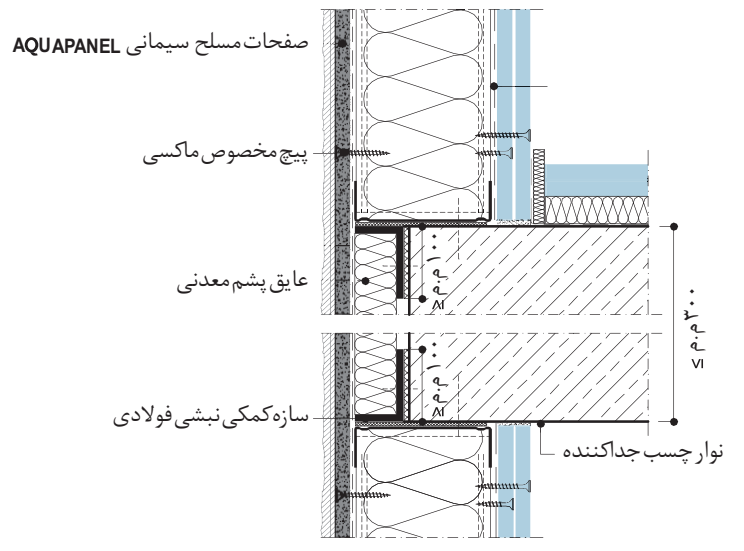 صفحات مسلح سیمانی AQUAPANEL
پیچ مخصوص ماکسی
≤ ۱۰۰ م.م
عایق پشم معدنی
≤ ۳۰۰ م.م
≤ ۱۰۰ م.م
سازه کمکی نبشی فولادی
نوار چسب جداکننده